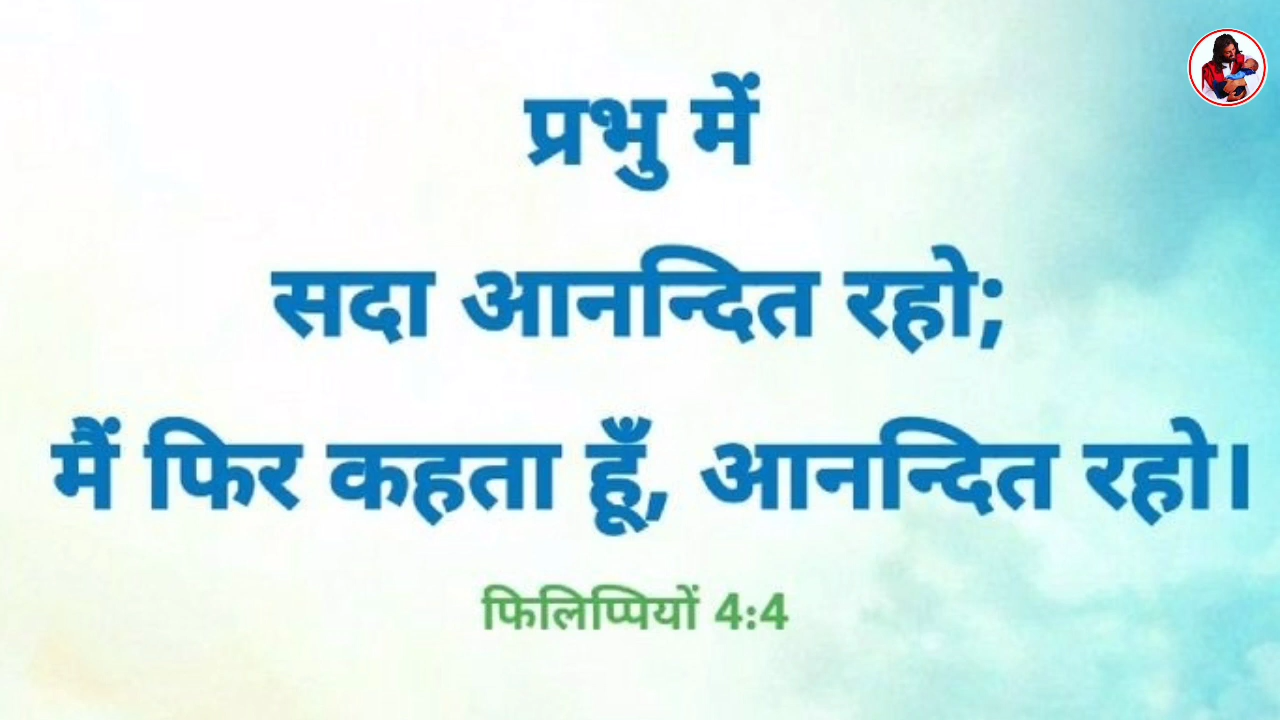 प्रभु में
सदा आनन्दित रहो;
मैं फिर कहता हूँ, आनन्दित रहो।
फिलिप्पियों 4:4